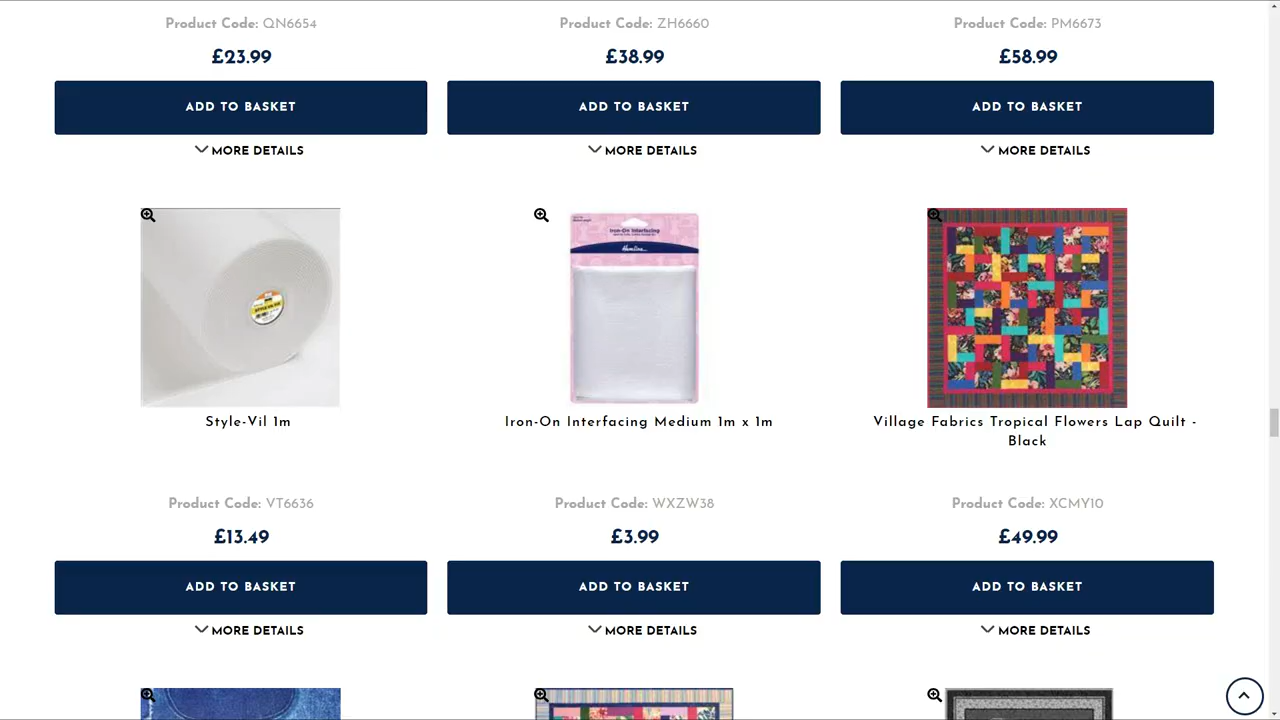 Product Code: QN6654
Product Code: ZH6660
Product Code: PM6673
£23.99
£38.99
£58.99
ADD TO BASKET
ADD TO BASKET
ADD TO BASKET
MORE DETAILS
MORE DETAILS
MORE DETAILS
Iron-On Interfacing
Hemline
Style-Vil 1m
Iron-On Interfacing Medium 1m x 1m
Village Fabrics Tropical Flowers Lap Quilt -
Black
Product Code: VT6636
Product Code: WXZW38
Product Code: XCMY10
£13.49
£3.99
£49.99
ADD TO BASKET
ADD TO BASKET
ADD TO BASKET
MORE DETAILS
MORE DETAILS
MORE DETAILS